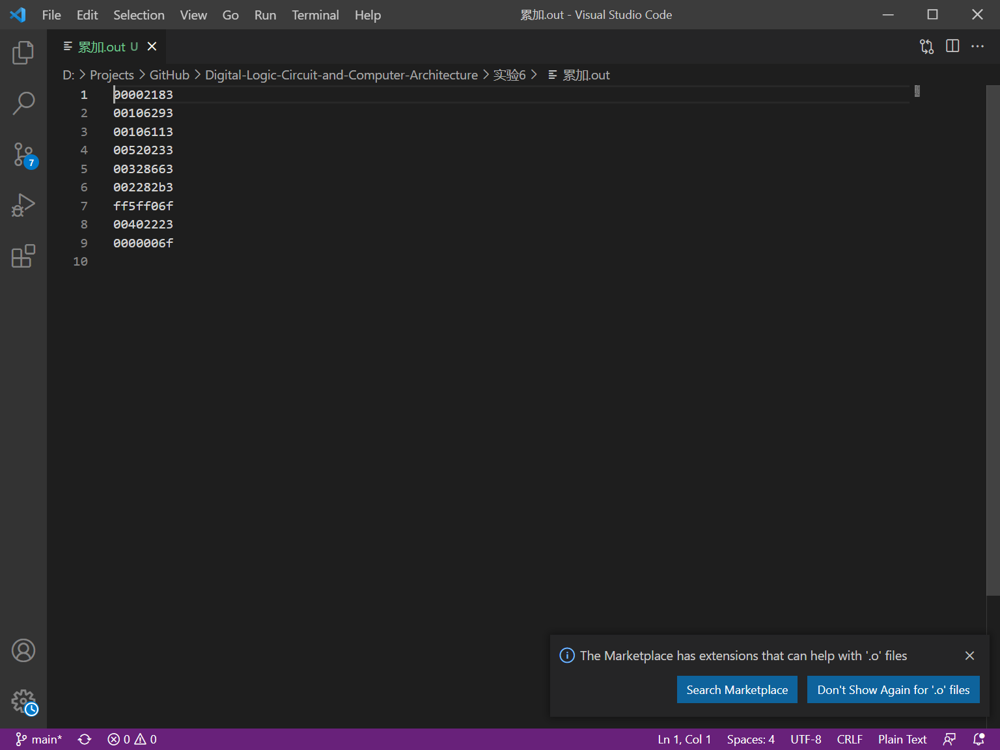 File Edit Selection View Go Run Terminal Help 累加.out - Visual Studio Code
累加.out U
D: > Projects > GitHub > Digital-Logic-Circuit-and-Computer-Architecture > 实验6 > 累加.out
1 00002183
2 00106293
3 00106113
4 00520233
5 00328663
6 002282b3
7 ff5ff06f
8 00402223
9 0000006f
10
7
The Marketplace has extensions that can help with '.o' files
Search Marketplace Don't Show Again for '.o' files
main* 0 0 Ln 1, Col 1 Spaces: 4 UTF-8 CRLF Plain Text